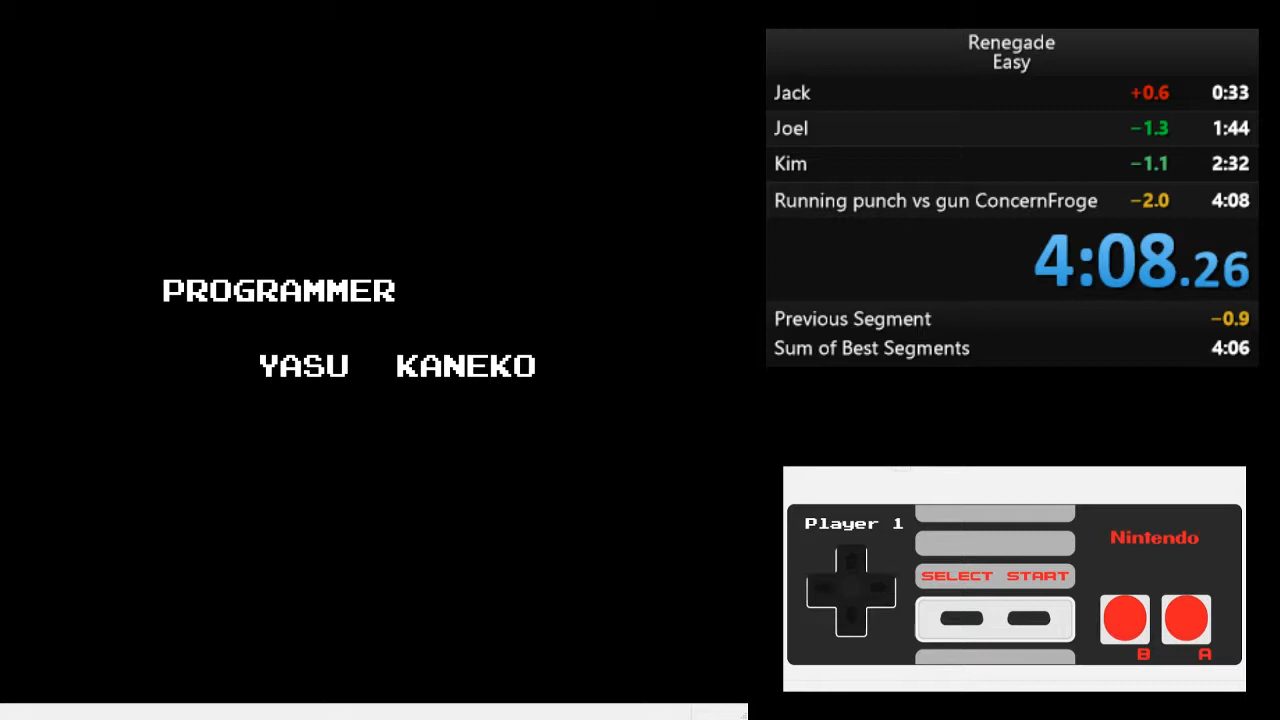 PROGRAMMER
YASU KANEKO
Renegade
Easy
Jack +0.6 0:33
Joel −1.3 1:44
Kim −1.1 2:32
Running punch vs gun ConcernFroge −2.0 4:08
4:08.26
Previous Segment −0.9
Sum of Best Segments 4:06
Player 1
Nintendo
SELECT START
B A